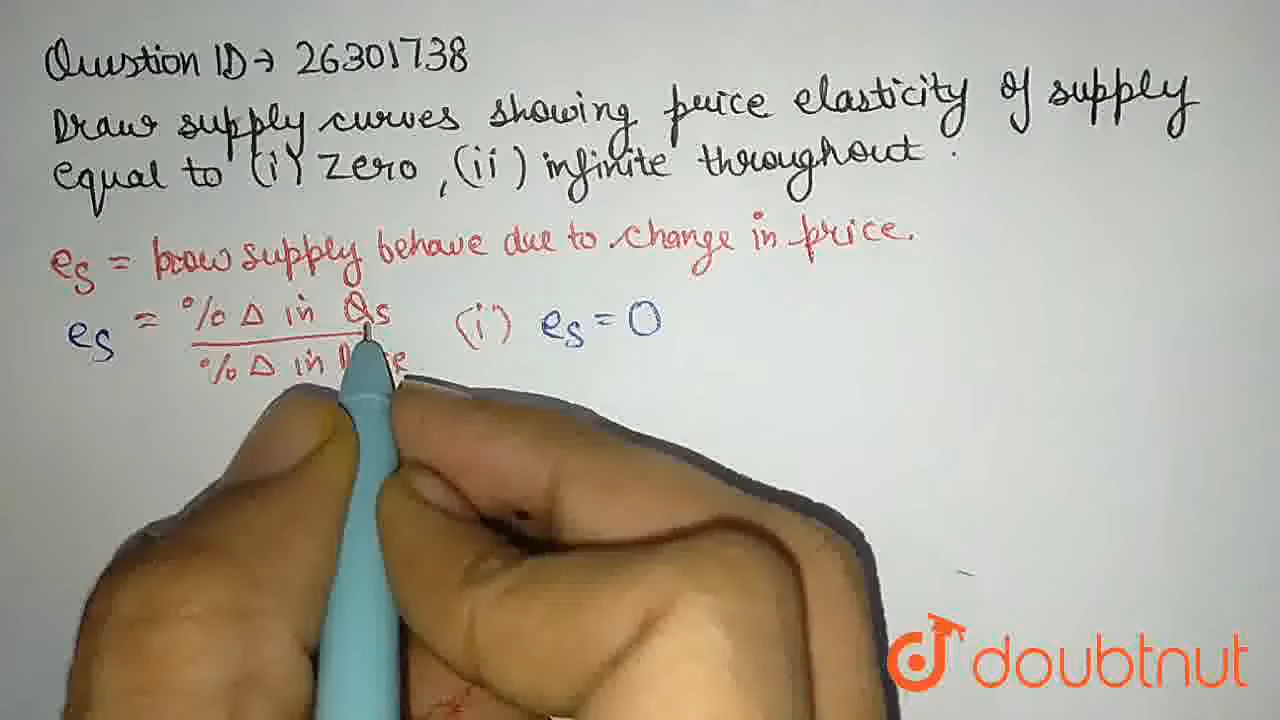 Question ID → 26301738
Draw supply curves showing price elasticity of supply
equal to (i) Zero, (ii) infinite throughout.
es = how supply behave due to change in price.
es = % Δ in Qs (i) es = 0
% Δ in
doubtnut